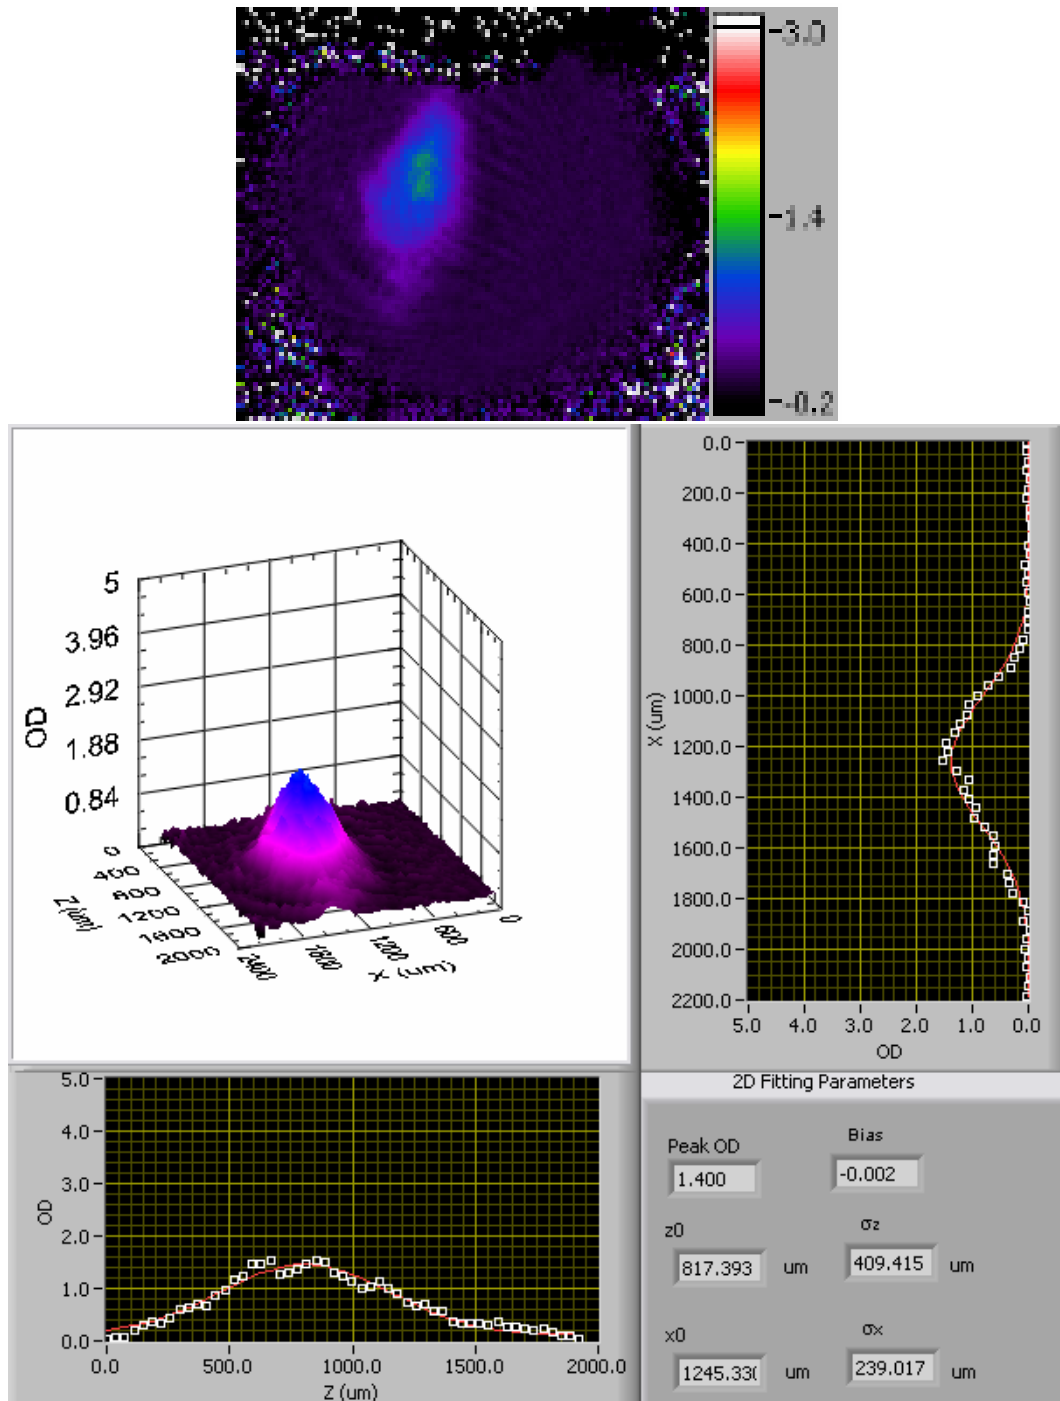 3.0
1.4
-0.2
5
3.96
2.92
1.88
0.84
0
OD
400
800
1200
1600
2000
Z (um)
2400
1800
1200
600
0
X (um)
0.0
200.0
400.0
600.0
800.0
1000.0
1200.0
1400.0
1600.0
1800.0
2000.0
2200.0
X (um)
5.0 4.0 3.0 2.0 1.0 0.0
OD
5.0
4.0
3.0
2.0
1.0
0.0
OD
0.0 500.0 1000.0 1500.0 2000.0
Z (um)
2D Fitting Parameters
Peak OD Bias
1.400 -0.002
z0 σz
817.393 um 409.415 um
x0 σx
1245.33( um 239.017 um